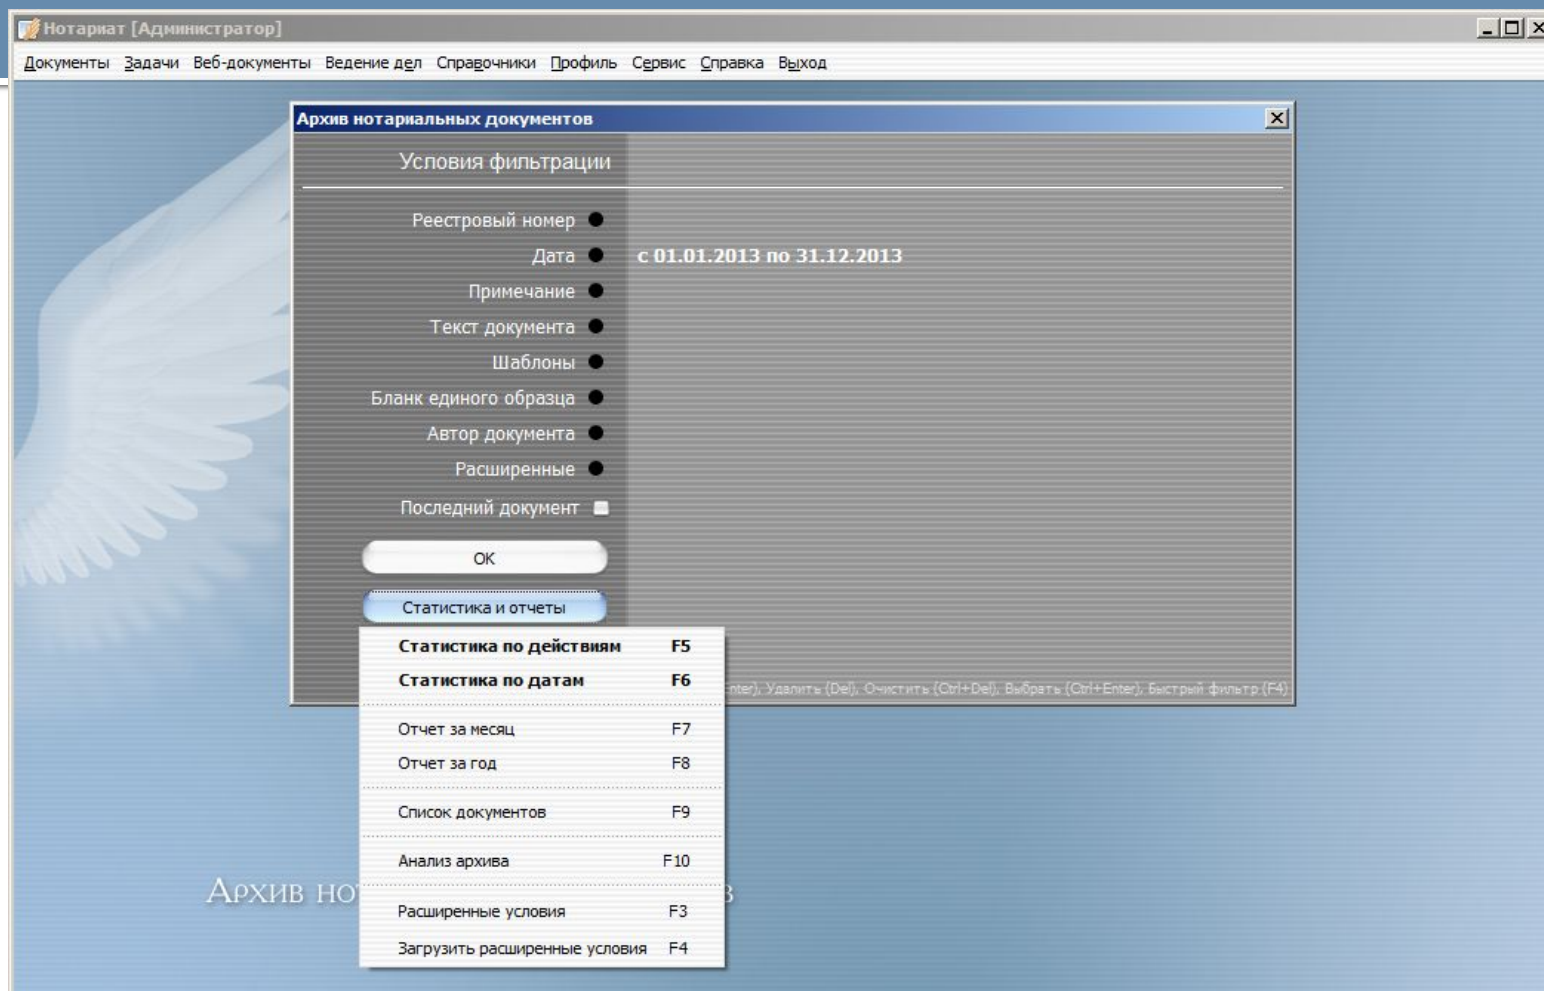 Нотариат [Администратор]
Документы Задачи Веб-документы Ведение дел Справочники Профиль Сервис Справка Выход
Архив нотариальных документов
Условия фильтрации
Реестровый номер
Дата с 01.01.2013 по 31.12.2013
Примечание
Текст документа
Шаблоны
Бланк единого образца
Автор документа
Расширенные
Последний документ
ОК
Статистика и отчеты
Статистика по действиям F5
Статистика по датам F6
nter), Удалить (Del), Очистить (Ctrl+Del), Выбрать (Ctrl+Enter), Быстрый фильтр (F4)
Отчет за месяц F7
Отчет за год F8
Список документов F9
Анализ архива F10
Архив но в
Расширенные условия F3
Загрузить расширенные условия F4